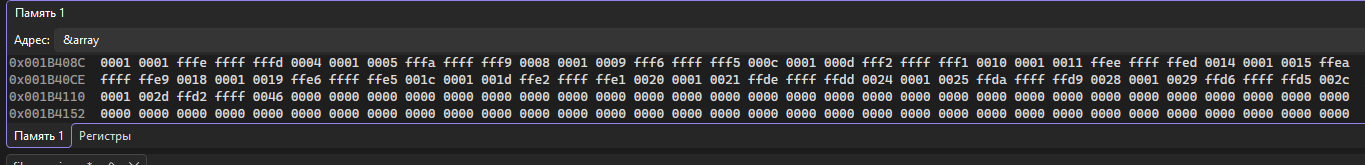 Память 1
Адрес: &array
0x001B408C 0001 0001 fffe ffff fffd 0004 0001 0005 fffa ffff fff9 0008 0001 0009 fff6 ffff fff5 000c 0001 000d fff2 ffff fff1 0010 0001 0011 ffee ffff ffed 0014 0001 0015 ffea
0x001B40CE ffff ffe9 0018 0001 0019 ffe6 ffff ffe5 001c 0001 001d ffe2 ffff ffe1 0020 0001 0021 ffde ffff ffdd 0024 0001 0025 ffda ffff ffd9 0028 0001 0029 ffd6 ffff ffd5 002c
0x001B4110 0001 002d ffd2 ffff 0046 0000 0000 0000 0000 0000 0000 0000 0000 0000 0000 0000 0000 0000 0000 0000 0000 0000 0000 0000 0000 0000 0000 0000 0000 0000 0000 0000 0000
0x001B4152 0000 0000 0000 0000 0000 0000 0000 0000 0000 0000 0000 0000 0000 0000 0000 0000 0000 0000 0000 0000 0000 0000 0000 0000 0000 0000 0000 0000 0000 0000 0000 0000 0000
Память 1 Регистры